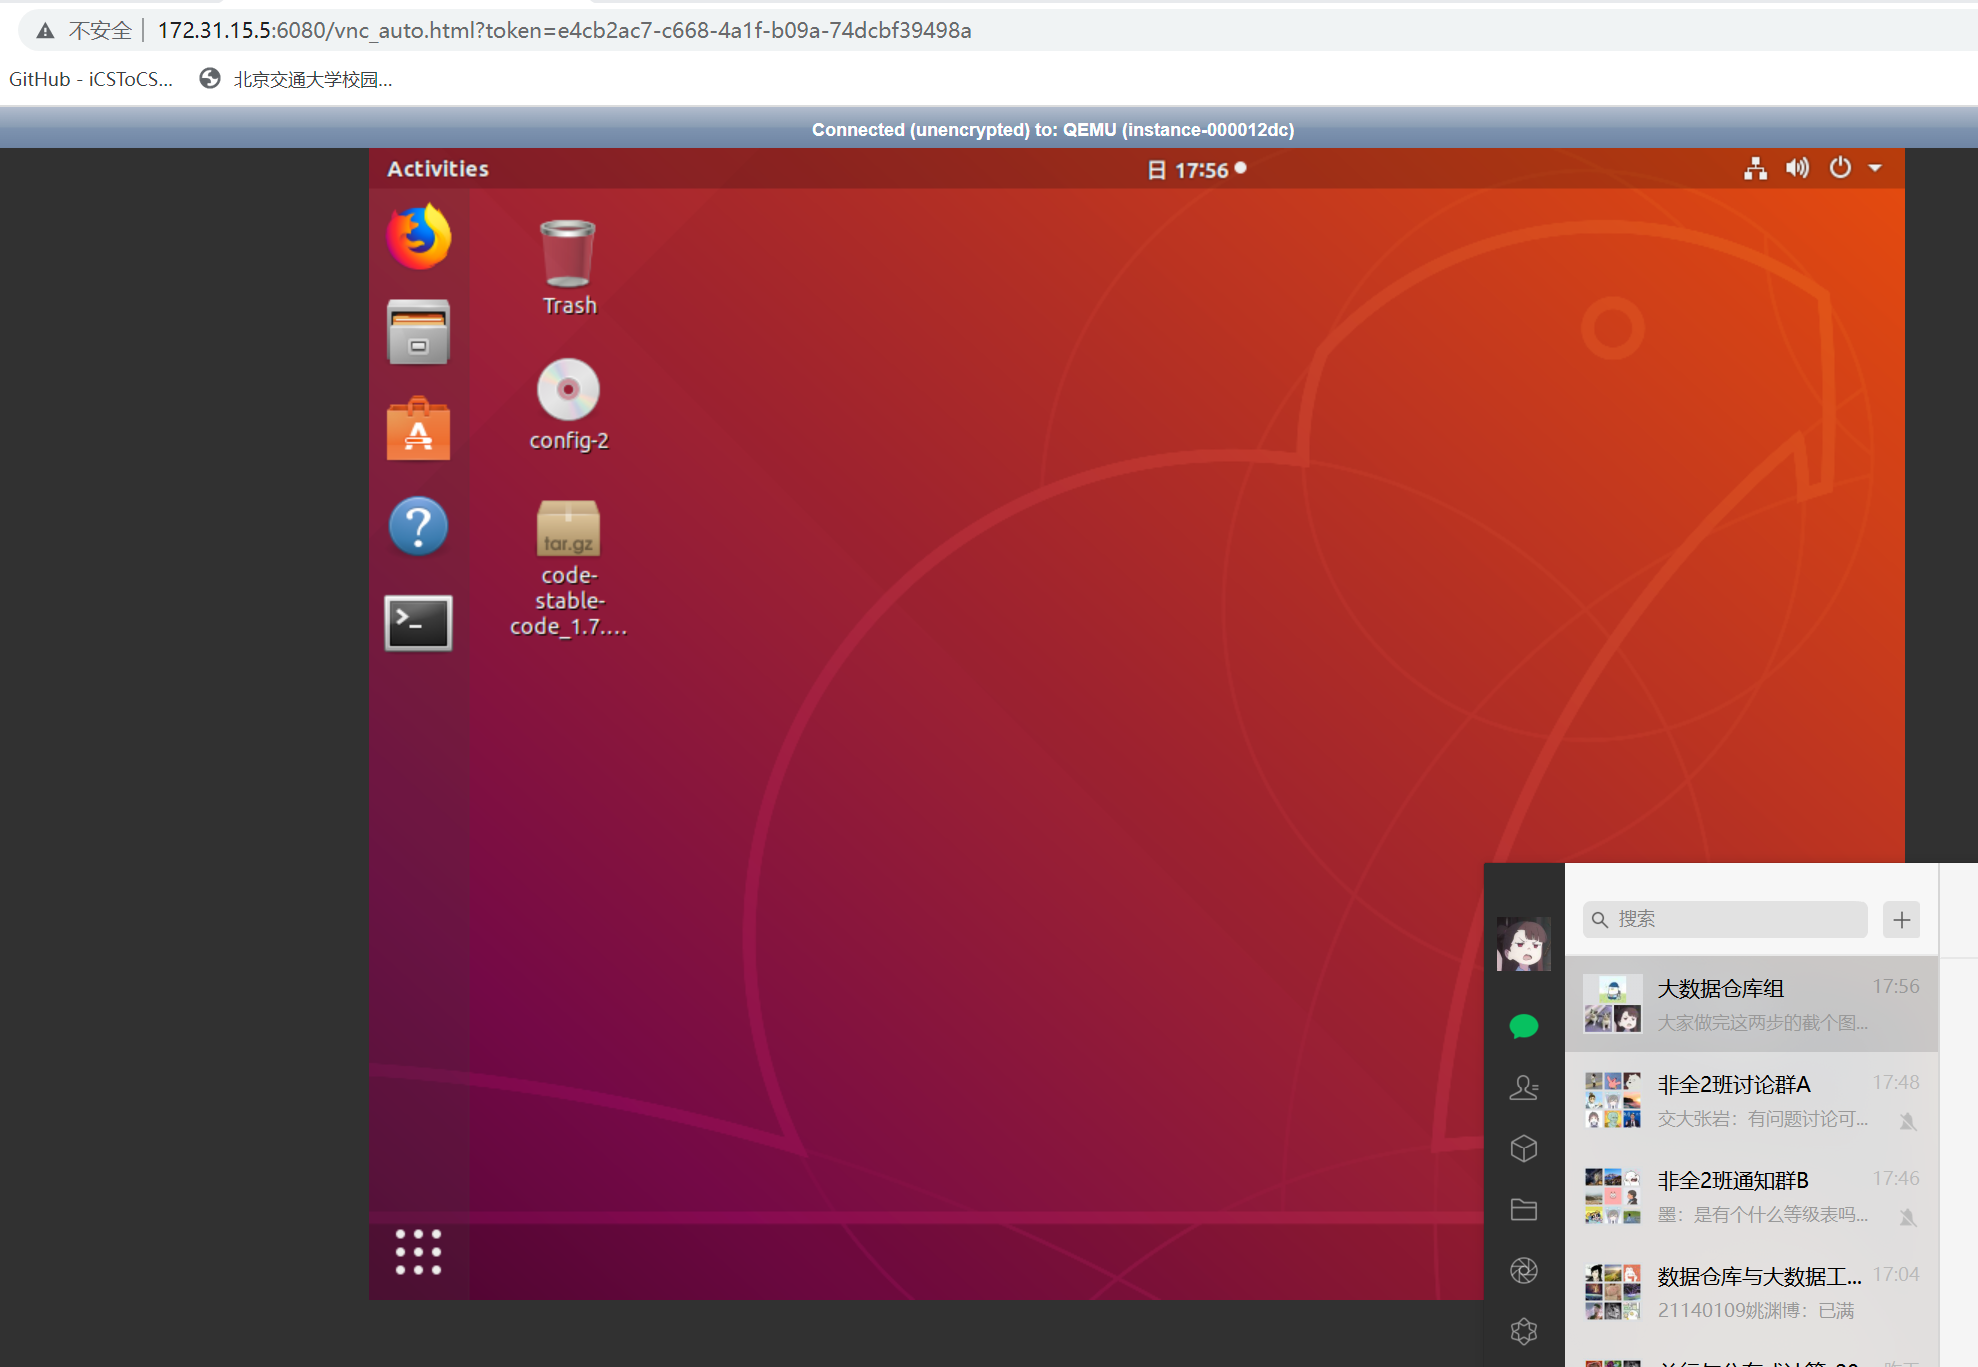 不安全 | 172.31.15.5:6080/vnc_auto.html?token=e4cb2ac7-c668-4a1f-b09a-74dcbf39498a
GitHub - iCSToCS... 北京交通大学校园...
Connected (unencrypted) to: QEMU (instance-000012dc)
Activities
日 17:56
Trash
config-2
tar.gz
code-
stable-
code_1.7....
搜索
大数据仓库组 17:56
大家做完这两步的截个图...
非全2班讨论群A 17:48
交大张岩：有问题讨论可...
非全2班通知群B 17:46
墨：是有个什么等级表吗...
数据仓库与大数据工... 17:04
21140109姚渊博：已满